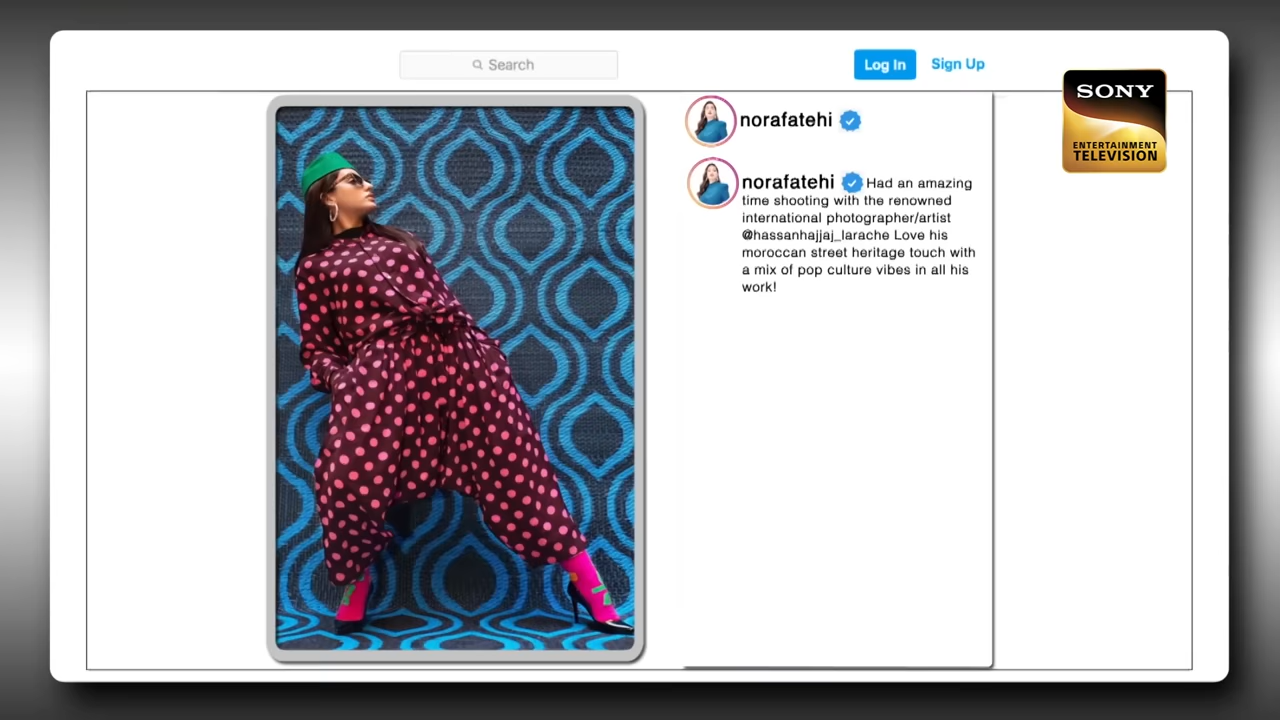 Search
Log In
Sign Up
SONY
ENTERTAINMENT
TELEVISION
norafatehi
norafatehi Had an amazing
time shooting with the renowned
international photographer/artist
@hassanhajjaj_larache Love his
moroccan street heritage touch with
a mix of pop culture vibes in all his
work!